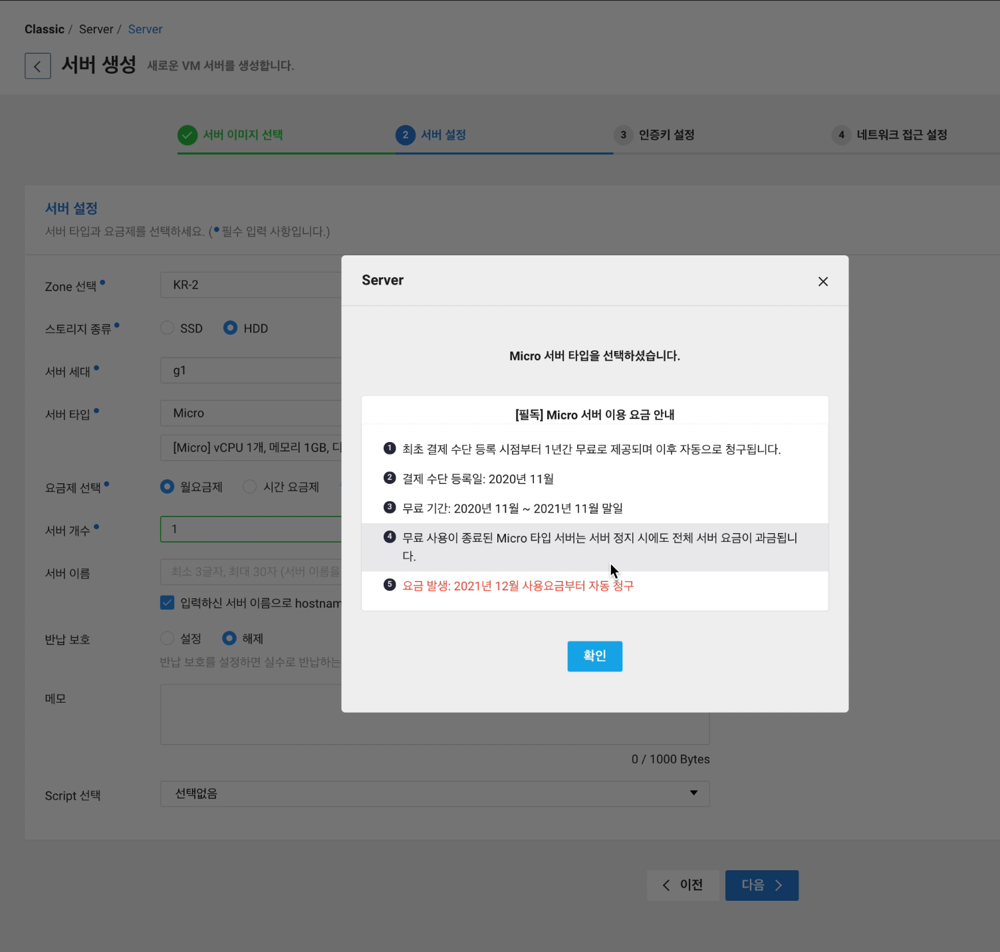 Classic / Server / Server
서버 생성 새로운 VM 서버를 생성합니다.
서버 이미지 선택
2 서버 설정
3 인증키 설정
4 네트워크 접근 설정
서버 설정
서버 타입과 요금제를 선택하세요. (• 필수 입력 사항입니다.)
Zone 선택 • KR-2
스토리지 종류 • SSD HDD
서버 세대 • g1
서버 타입 • Micro
[Micro] vCPU 1개, 메모리 1GB, 디
요금제 선택 • 월요금제 시간 요금제
서버 개수 • 1
서버 이름 최소 3글자, 최대 30자 (서버 이름을
입력하신 서버 이름으로 hostnam
반납 보호 설정 해제
반납 보호를 설정하면 실수로 반납하는
메모
0 / 1000 Bytes
Script 선택 선택없음
이전 다음
Server
Micro 서버 타입을 선택하셨습니다.
[필독] Micro 서버 이용 요금 안내
1 최초 결제 수단 등록 시점부터 1년간 무료로 제공되며 이후 자동으로 청구됩니다.
2 결제 수단 등록일: 2020년 11월
3 무료 기간: 2020년 11월 ~ 2021년 11월 말일
4 무료 사용이 종료된 Micro 타입 서버는 서버 정지 시에도 전체 서버 요금이 과금됩니
다.
5 요금 발생: 2021년 12월 사용요금부터 자동 청구
확인